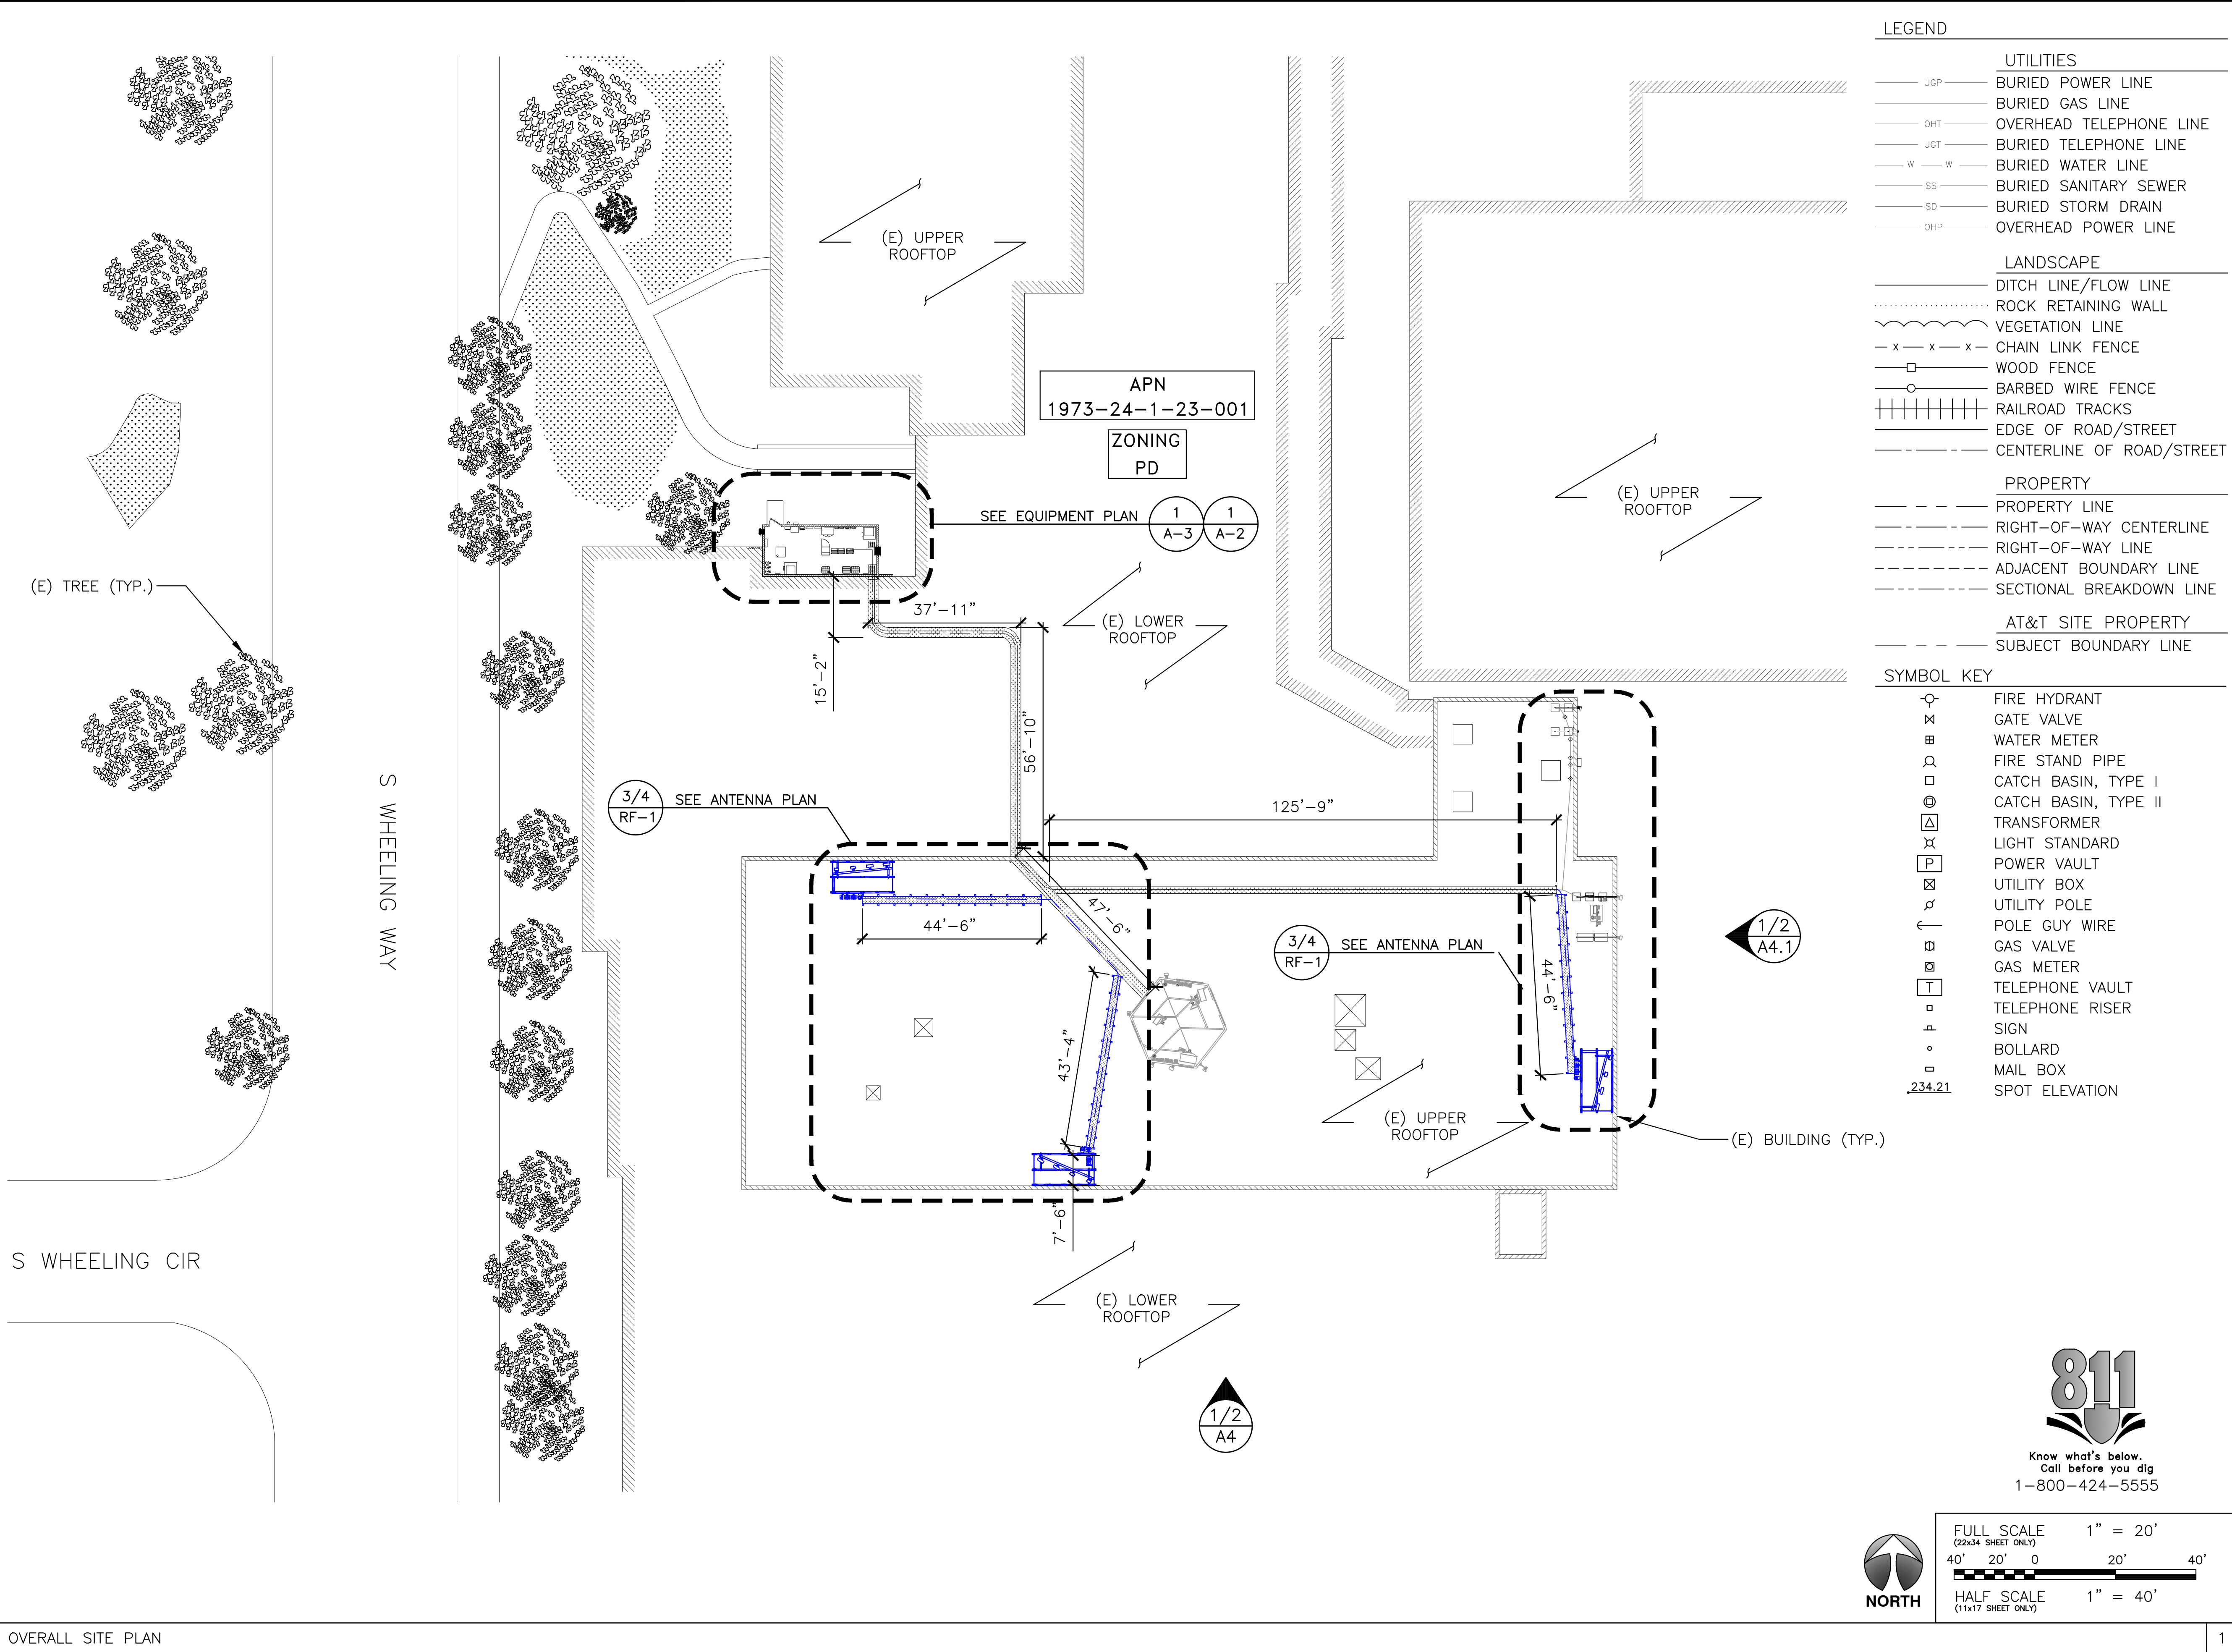 LEGEND
UTILITIES
UGP BURIED POWER LINE
BURIED GAS LINE
OHT OVERHEAD TELEPHONE LINE
UGT BURIED TELEPHONE LINE
W W BURIED WATER LINE
SS BURIED SANITARY SEWER
SD BURIED STORM DRAIN
OHP OVERHEAD POWER LINE
LANDSCAPE
DITCH LINE/FLOW LINE
ROCK RETAINING WALL
VEGETATION LINE
X X X CHAIN LINK FENCE
WOOD FENCE
BARBED WIRE FENCE
RAILROAD TRACKS
EDGE OF ROAD/STREET
CENTERLINE OF ROAD/STREET
PROPERTY
PROPERTY LINE
RIGHT-OF-WAY CENTERLINE
RIGHT-OF-WAY LINE
ADJACENT BOUNDARY LINE
SECTIONAL BREAKDOWN LINE
AT&T SITE PROPERTY
SUBJECT BOUNDARY LINE
SYMBOL KEY
FIRE HYDRANT
GATE VALVE
WATER METER
FIRE STAND PIPE
CATCH BASIN, TYPE I
CATCH BASIN, TYPE II
TRANSFORMER
LIGHT STANDARD
P POWER VAULT
UTILITY BOX
UTILITY POLE
POLE GUY WIRE
GAS VALVE
GAS METER
T TELEPHONE VAULT
TELEPHONE RISER
SIGN
BOLLARD
MAIL BOX
234.21 SPOT ELEVATION
(E) UPPER
ROOFTOP
APN
1973-24-1-23-001
ZONING
PD
(E) UPPER
ROOFTOP
SEE EQUIPMENT PLAN
1
A-3
1
A-2
(E) TREE (TYP.)
37'-11"
(E) LOWER
ROOFTOP
15'-2"
56'-10"
S WHEELING WAY
3/4
RF-1
SEE ANTENNA PLAN
125'-9"
44'-6"
47'-6"
3/4
RF-1
SEE ANTENNA PLAN
1/2
A4.1
44'-6"
43'-4"
(E) UPPER
ROOFTOP
(E) BUILDING (TYP.)
7'-6"
S WHEELING CIR
(E) LOWER
ROOFTOP
1/2
A4
811
Know what's below.
Call before you dig
1-800-424-5555
NORTH
FULL SCALE 1" = 20'
(22x34 SHEET ONLY)
40' 20' 0 20' 40'
HALF SCALE 1" = 40'
(11x17 SHEET ONLY)
OVERALL SITE PLAN
1